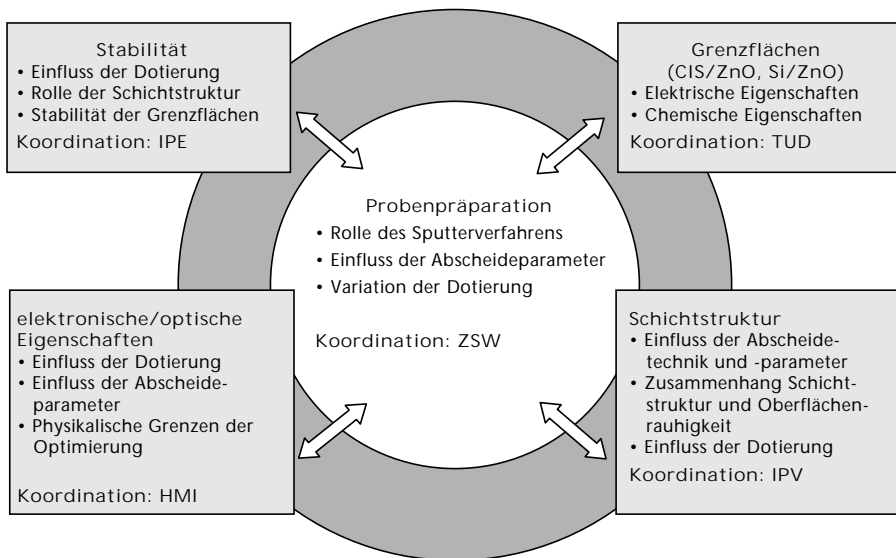 Stabilität
• Einfluss der Dotierung
• Rolle der Schichtstruktur
• Stabilität der Grenzflächen
Koordination: IPE
Grenzflächen
(CIS/ZnO, Si/ZnO)
• Elektrische Eigenschaften
• Chemische Eigenschaften
Koordination: TUD
Probenpräparation
• Rolle des Sputterverfahrens
• Einfluss der Abscheideparameter
• Variation der Dotierung
Koordination: ZSW
elektronische/optische
Eigenschaften
• Einfluss der Dotierung
• Einfluss der Abscheide-
parameter
• Physikalische Grenzen der
Optimierung
Koordination: HMI
Schichtstruktur
• Einfluss der Abscheide-
technik und -parameter
• Zusammenhang Schicht-
struktur und Oberflächen-
rauhigkeit
• Einfluss der Dotierung
Koordination: IPV